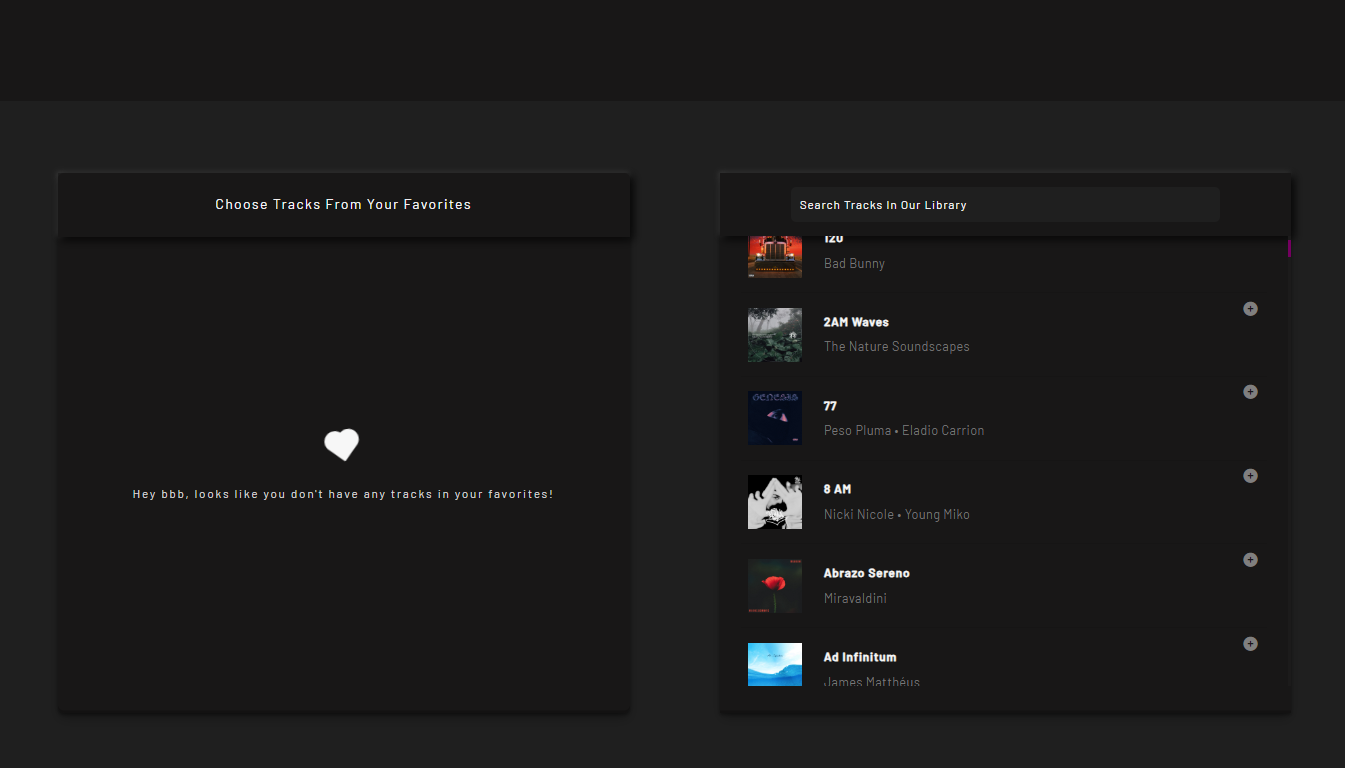 Choose Tracks From Your Favorites
Hey bbb, looks like you don't have any tracks in your favorites!
Search Tracks In Our Library
120
Bad Bunny
2AM Waves
The Nature Soundscapes
GENESIS
77
Peso Pluma • Eladio Carrion
8 AM
Nicki Nicole • Young Miko
Abrazo Sereno
Miravaldini
Ad Infinitum
James Matthéus